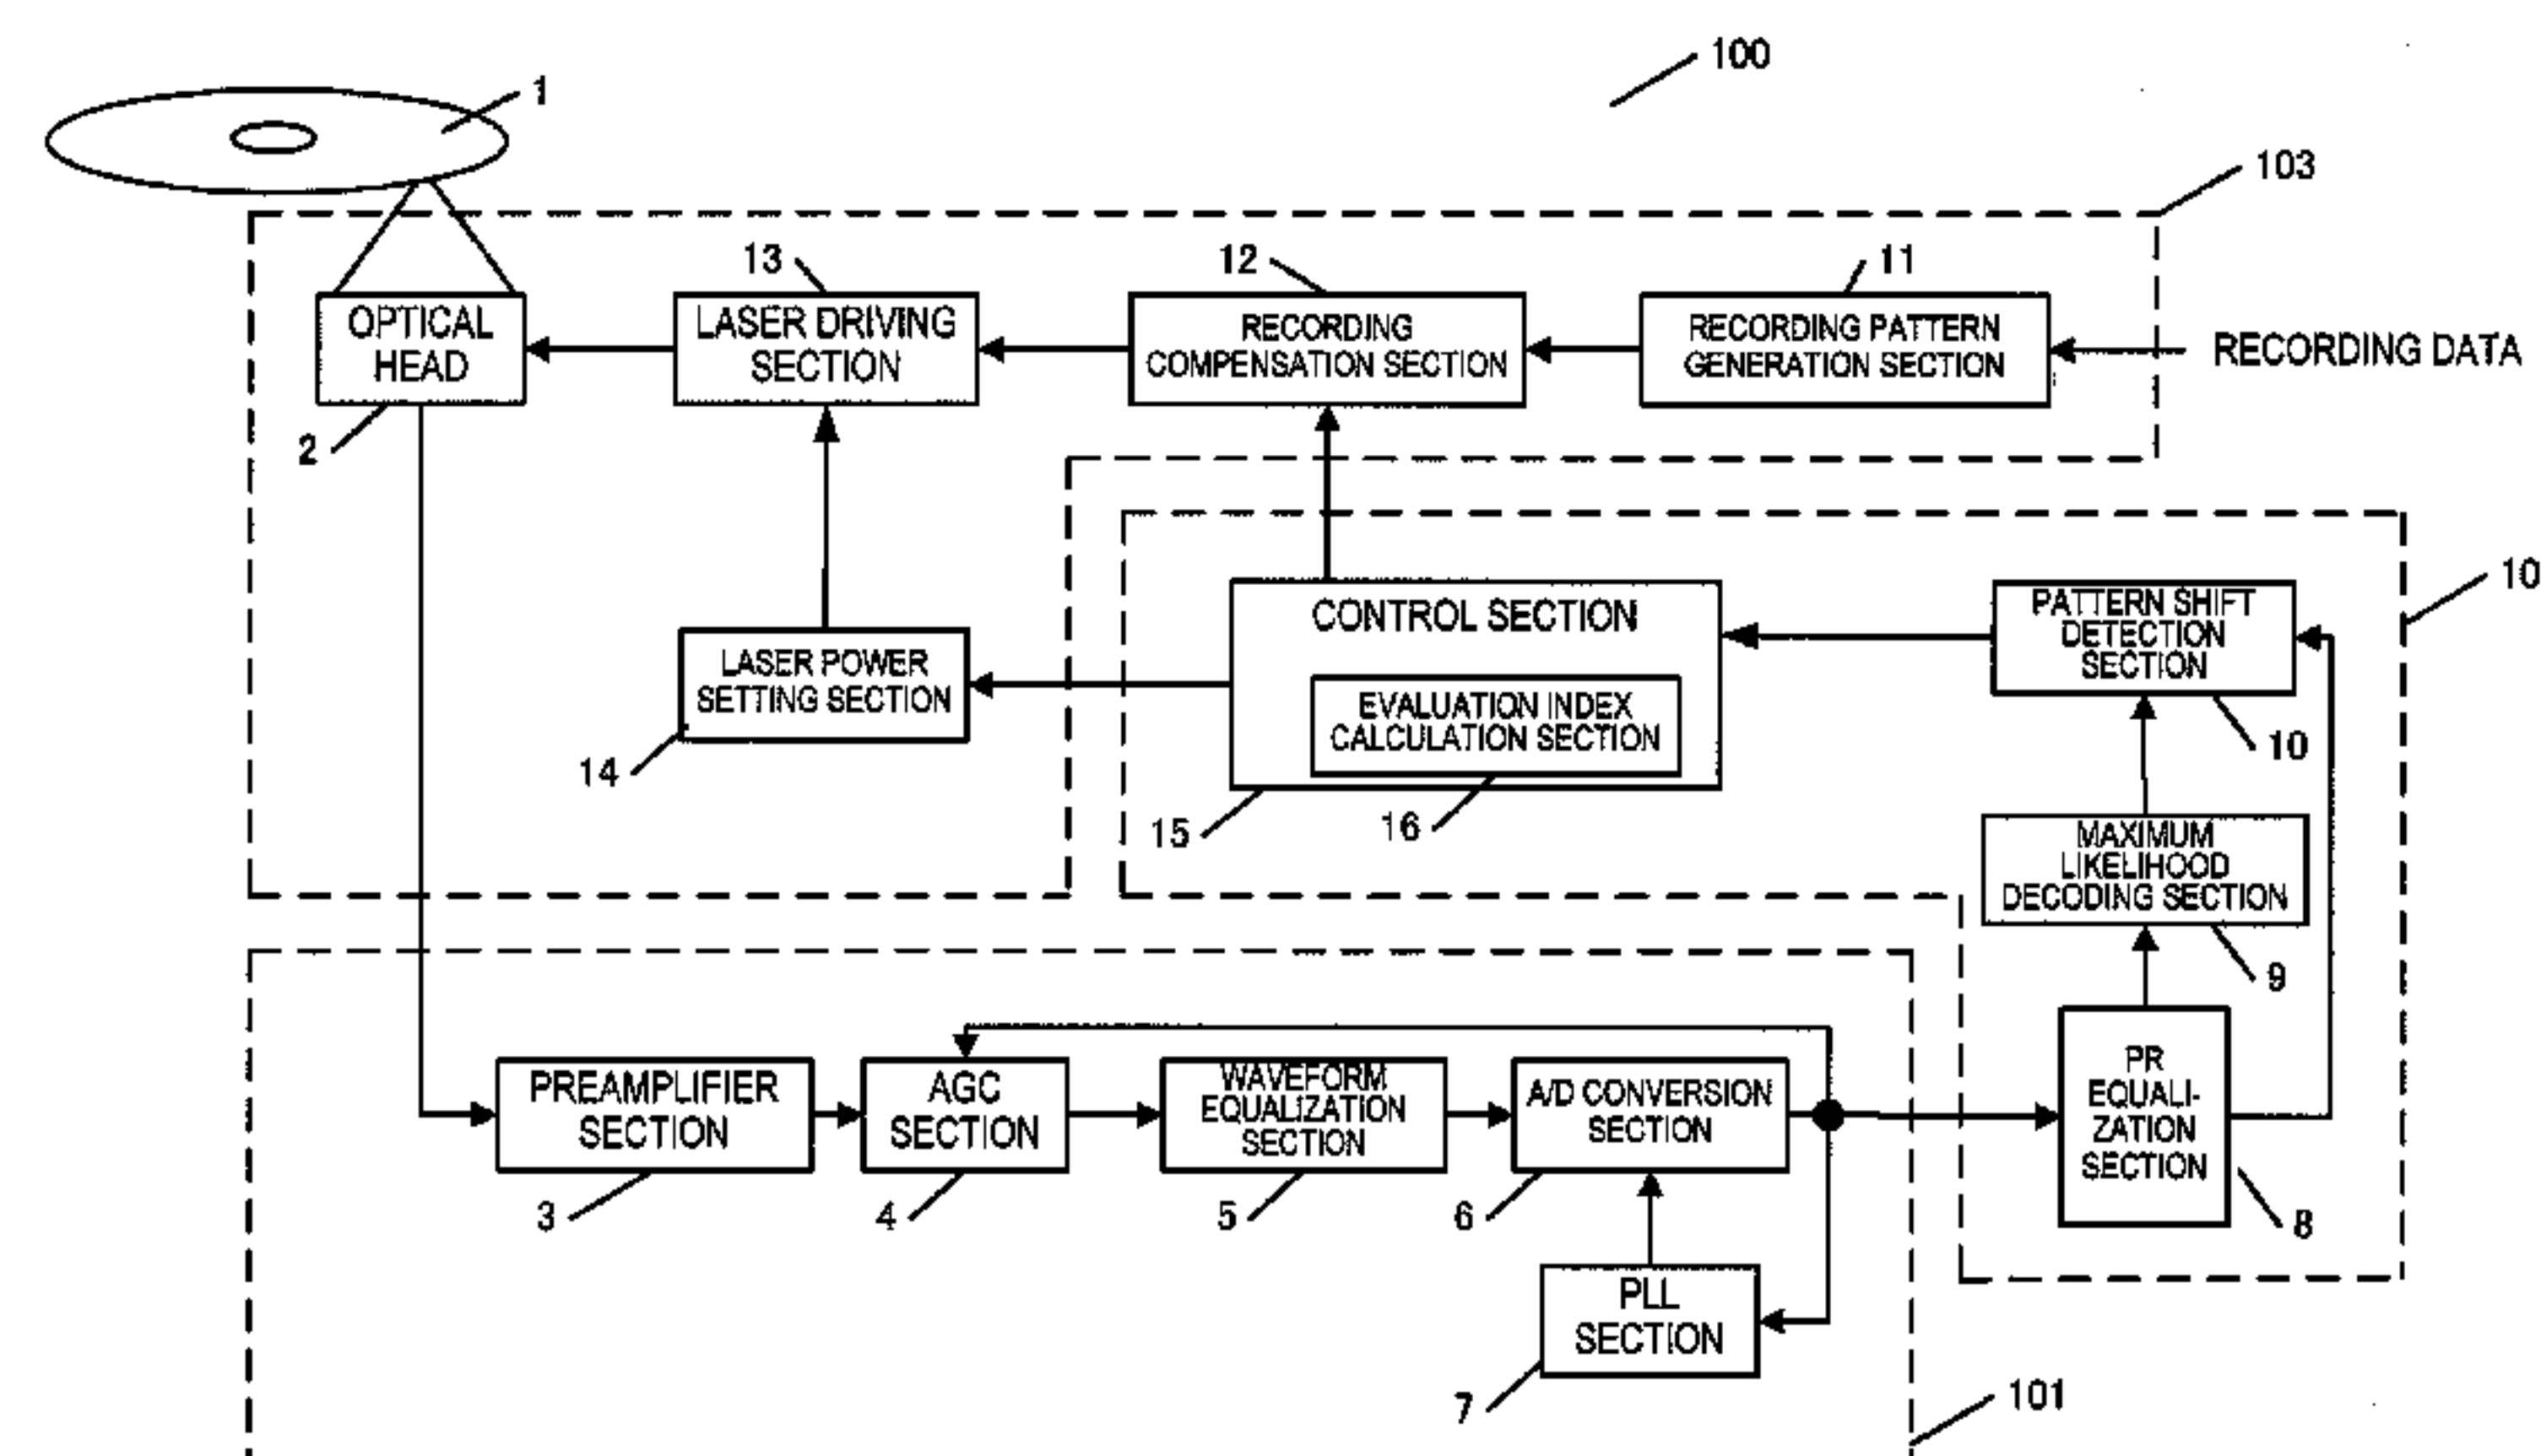 100
1
103
13
12
11
OPTICAL
HEAD
LASER DRIVING
SECTION
RECORDING
COMPENSATION SECTION
RECORDING PATTERN
GENERATION SECTION
RECORDING DATA
2
10
CONTROL SECTION
PATTERN SHIFT
DETECTION
SECTION
LASER POWER
SETTING SECTION
EVALUATION INDEX
CALCULATION SECTION
10
14
15
16
MAXIMUM
LIKELIHOOD
DECODING SECTION
9
PREAMPLIFIER
SECTION
AGC
SECTION
WAVEFORM
EQUALIZATION
SECTION
A/D CONVERSION
SECTION
PR
EQUALI-
ZATION
SECTION
3
4
5
6
8
PLL
SECTION
7
101